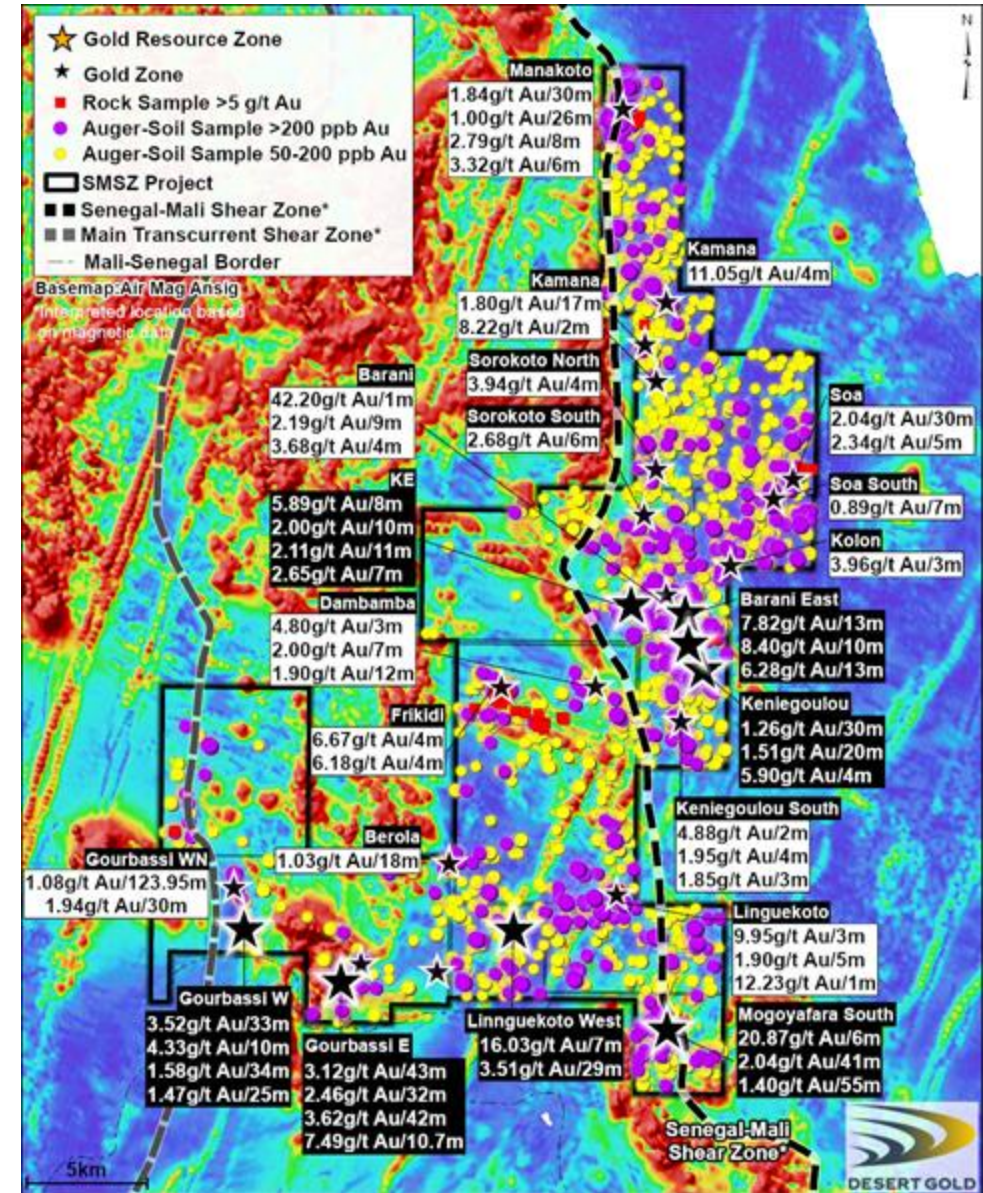 Gold Resource Zone
Gold Zone
Rock Sample >5 g/t Au
Auger-Soil Sample >200 ppb Au
Auger-Soil Sample 50-200 ppb Au
SMSZ Project
Senegal-Mali Shear Zone*
Main Transcurrent Shear Zone*
Mali-Senegal Border
Basemap:Air Mag Ansig
*Interpreted location based
on magnetic data
N
Manakoto
1.84g/t Au/30m
1.00g/t Au/26m
2.79g/t Au/8m
3.32g/t Au/6m
Kamana
11.05g/t Au/4m
Kamana
1.80g/t Au/17m
8.22g/t Au/2m
Sorokoto North
3.94g/t Au/4m
Sorokoto South
2.68g/t Au/6m
Barani
42.20g/t Au/1m
2.19g/t Au/9m
3.68g/t Au/4m
Soa
2.04g/t Au/30m
2.34g/t Au/5m
Soa South
0.89g/t Au/7m
Kolon
3.96g/t Au/3m
KE
5.89g/t Au/8m
2.00g/t Au/10m
2.11g/t Au/11m
2.65g/t Au/7m
Dambamba
4.80g/t Au/3m
2.00g/t Au/7m
1.90g/t Au/12m
Barani East
7.82g/t Au/13m
8.40g/t Au/10m
6.28g/t Au/13m
Keniegoulou
1.26g/t Au/30m
1.51g/t Au/20m
5.90g/t Au/4m
Frikidi
6.67g/t Au/4m
6.18g/t Au/4m
Keniegoulou South
4.88g/t Au/2m
1.95g/t Au/4m
1.85g/t Au/3m
Berola
1.03g/t Au/18m
Gourbassi WN
1.08g/t Au/123.95m
1.94g/t Au/30m
Linguekoto
9.95g/t Au/3m
1.90g/t Au/5m
12.23g/t Au/1m
Gourbassi W
3.52g/t Au/33m
4.33g/t Au/10m
1.58g/t Au/34m
1.47g/t Au/25m
Gourbassi E
3.12g/t Au/43m
2.46g/t Au/32m
3.62g/t Au/42m
7.49g/t Au/10.7m
Linnguekoto West
16.03g/t Au/7m
3.51g/t Au/29m
Mogoyafara South
20.87g/t Au/6m
2.04g/t Au/41m
1.40g/t Au/55m
Senegal-Mali
Shear Zone*
5km
DESERT GOLD